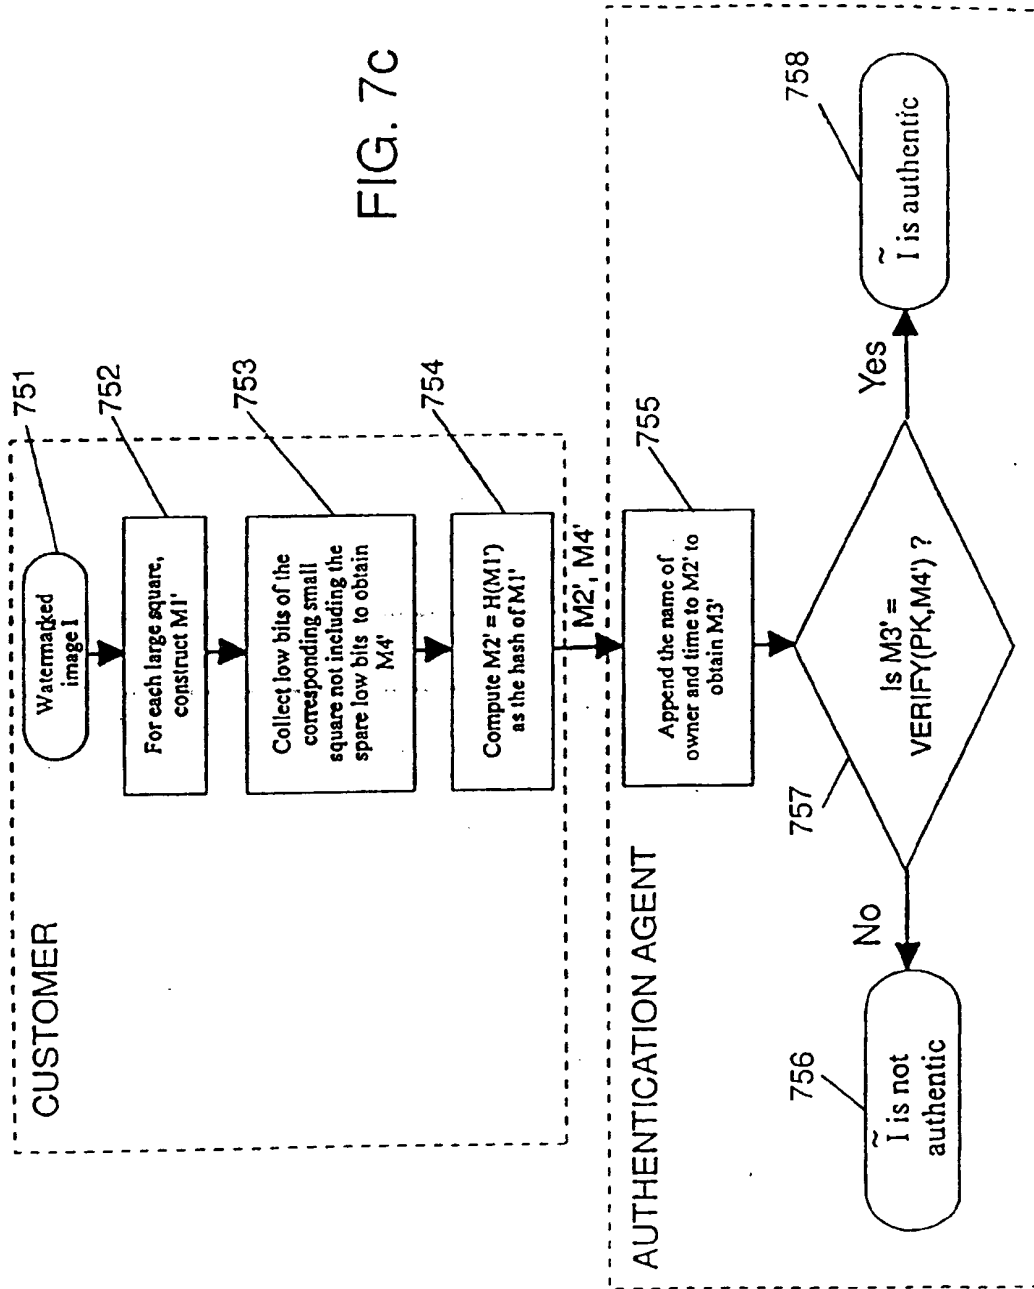 FIG. 7c
CUSTOMER
751
Watermarked
image I
752
For each large square,
construct M1'
753
Collect low bits of the
corresponding small
square not including the
spare low bits to obtain
M4'
754
Compute M2' = H(M1')
as the hash of M1'
M2', M4'
AUTHENTICATION AGENT
755
Append the name of
owner and time to M2' to
obtain M3'
757
Is M3' =
VERIFY(PK,M4') ?
No
Yes
756
Ĩ is not
authentic
758
Ĩ is authentic